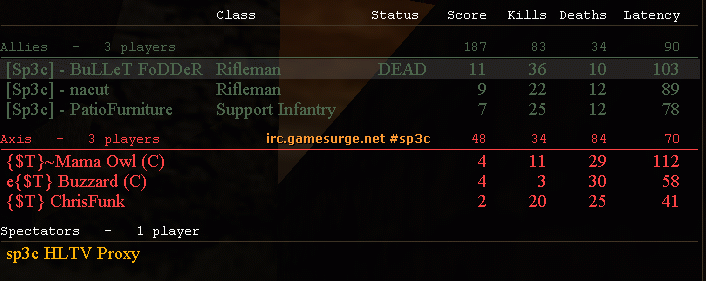 Class Status Score Kills Deaths Latency
Allies - 3 players 187 83 34 90
[Sp3c] - BuLLeT FoDDeR Rifleman DEAD 11 36 10 103
[Sp3c] - nacut Rifleman 9 22 12 89
[Sp3c] - PatioFurniture Support Infantry 7 25 12 78
Axis - 3 players irc.gamesurge.net #sp3c 48 34 84 70
{$T}~Mama Owl (C) 4 11 29 112
e{$T} Buzzard (C) 4 3 30 58
{$T} ChrisFunk 2 20 25 41
Spectators - 1 player
sp3c HLTV Proxy